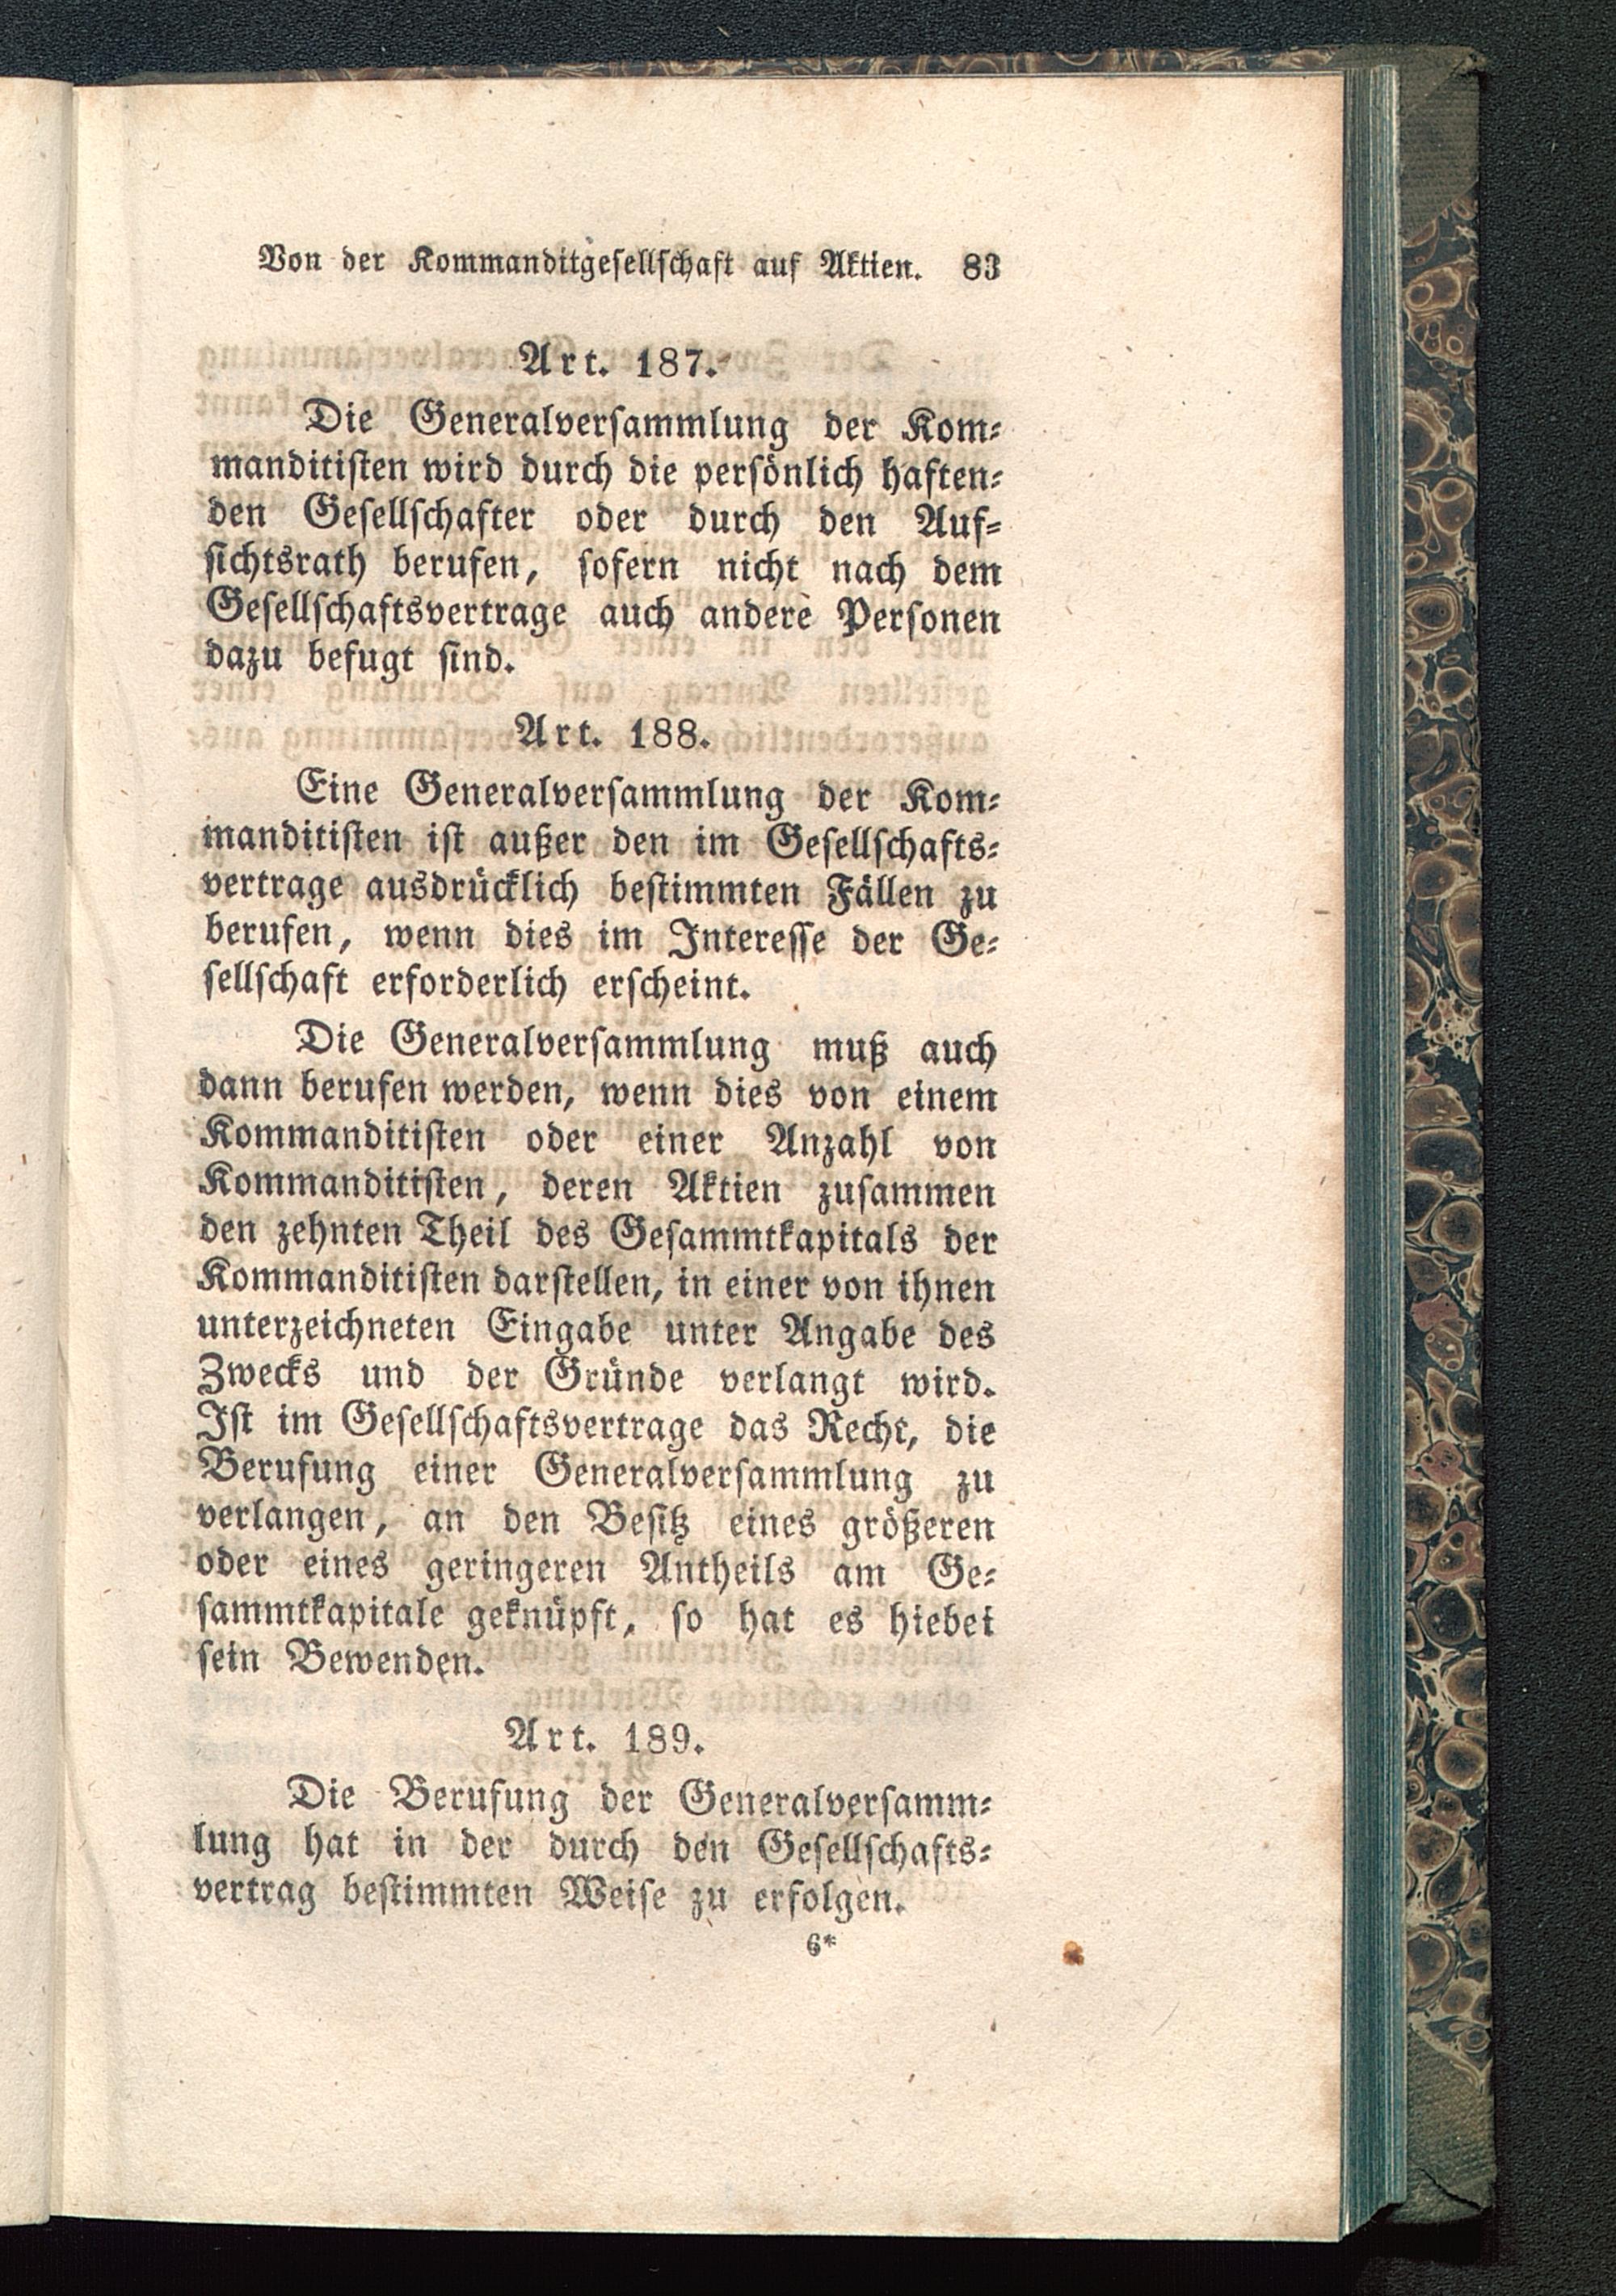 Von der Kommanditgesellschaft auf Aktien. 83
Art. 187.
Die Generalversammlung der Kom-
manditisten wird durch die persönlich haften-
den Gesellschafter oder durch den Auf-
sichtsrath berufen, sofern nicht nach dem
Gesellschaftsvertrage auch andere Personen
dazu befugt sind.
Art. 188.
Eine Generalversammlung der Kom-
manditisten ist außer den im Gesellschafts-
vertrage ausdrücklich bestimmten Fällen zu
berufen, wenn dies im Interesse der Ge-
sellschaft erforderlich erscheint.
Die Generalversammlung muß auch
dann berufen werden, wenn dies von einem
Kommanditisten oder einer Anzahl von
Kommanditisten, deren Aktien zusammen
den zehnten Theil des Gesammtkapitals der
Kommanditisten darstellen, in einer von ihnen
unterzeichneten Eingabe unter Angabe des
Zwecks und der Gründe verlangt wird.
Ist im Gesellschaftsvertrage das Recht, die
Berufung einer Generalversammlung zu
verlangen, an den Besitz eines größeren
oder eines geringeren Antheils am Ge-
sammtkapitale geknüpft, so hat es hiebei
sein Bewenden.
Art. 189.
Die Berufung der Generalversamm-
lung hat in der durch den Gesellschafts-
vertrag bestimmten Weise zu erfolgen.
6*